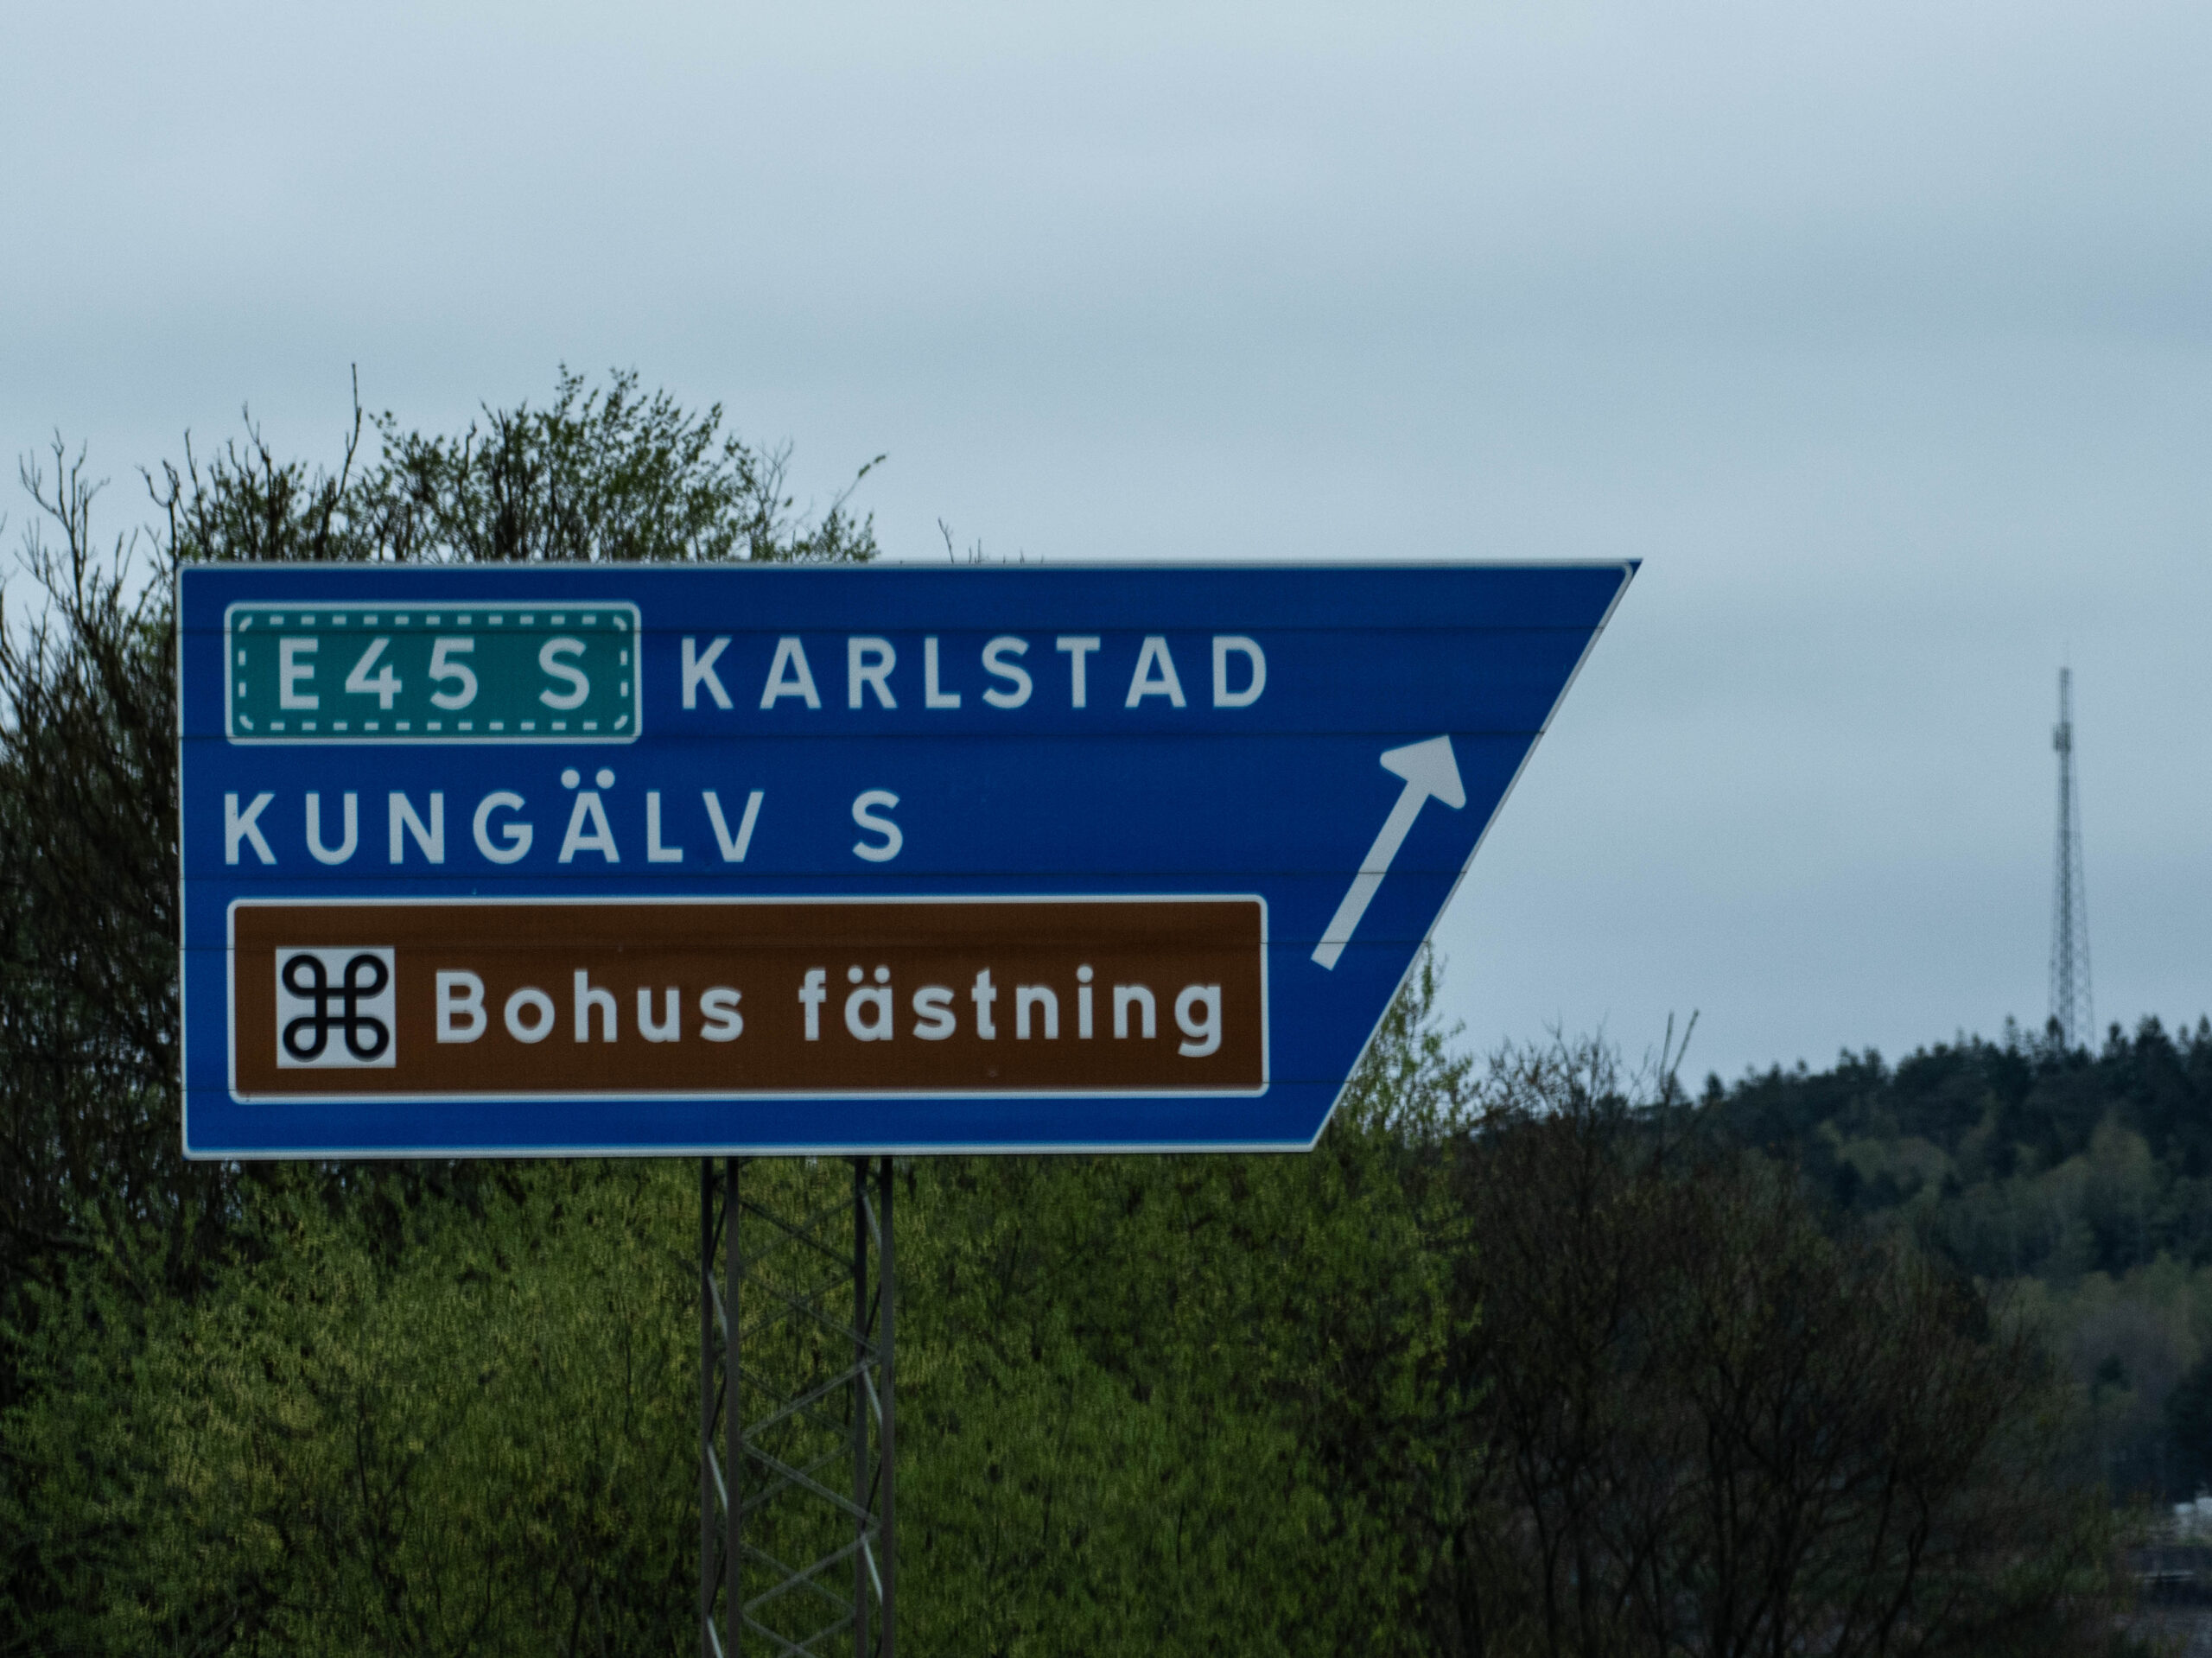 E45 S KARLSTAD
KUNGÄLV S
Bohus fästning